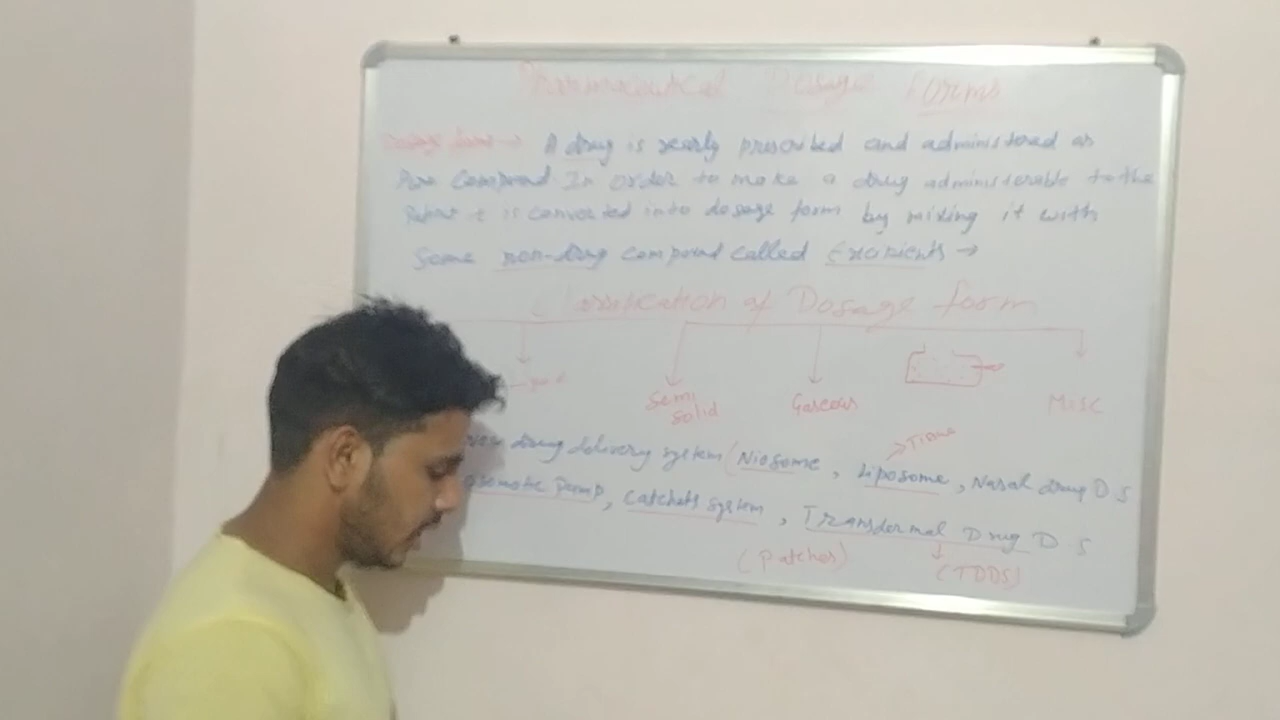 Pharmaceutical Dosage Forms
Dosage form → A drug is rearly prescribed and administered as
Pure Compound In order to make a drug administerable to the
Patient it is converted into dosage form by mixing it with
Some non-drug compound called Excipients →
Classification of Dosage form
Semi
Solid
Gaseous
Misc
→ Tioma
new drug delivery system (Niosome, Liposome, Nasal drug D S
osmotic Pump, Catchets system, Transdermal Drug D S
(Patches)
(TDDS)